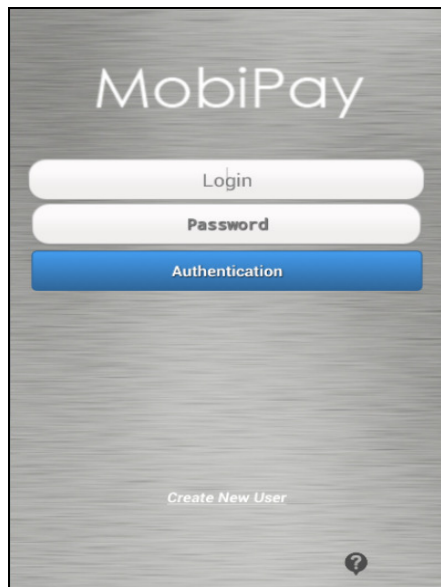 MobiPay
Login
Password
Authentication
Create New User
?